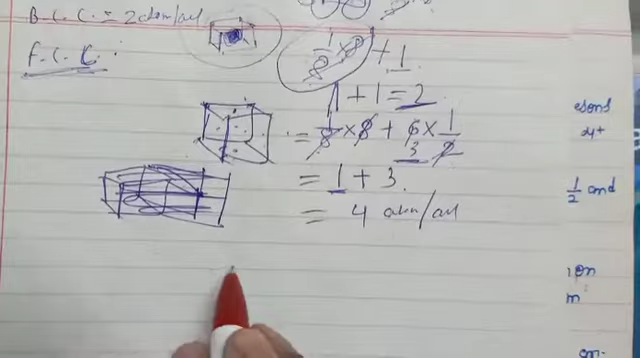 B.C.C. = 2 atom/cell
1/8 × 8 + 1
F.C.C. :
1 + 1 = 2
= 1/8 × 8 + 6 × 1/2
3
= 1 + 3
= 4 atom/cell
1/2 and